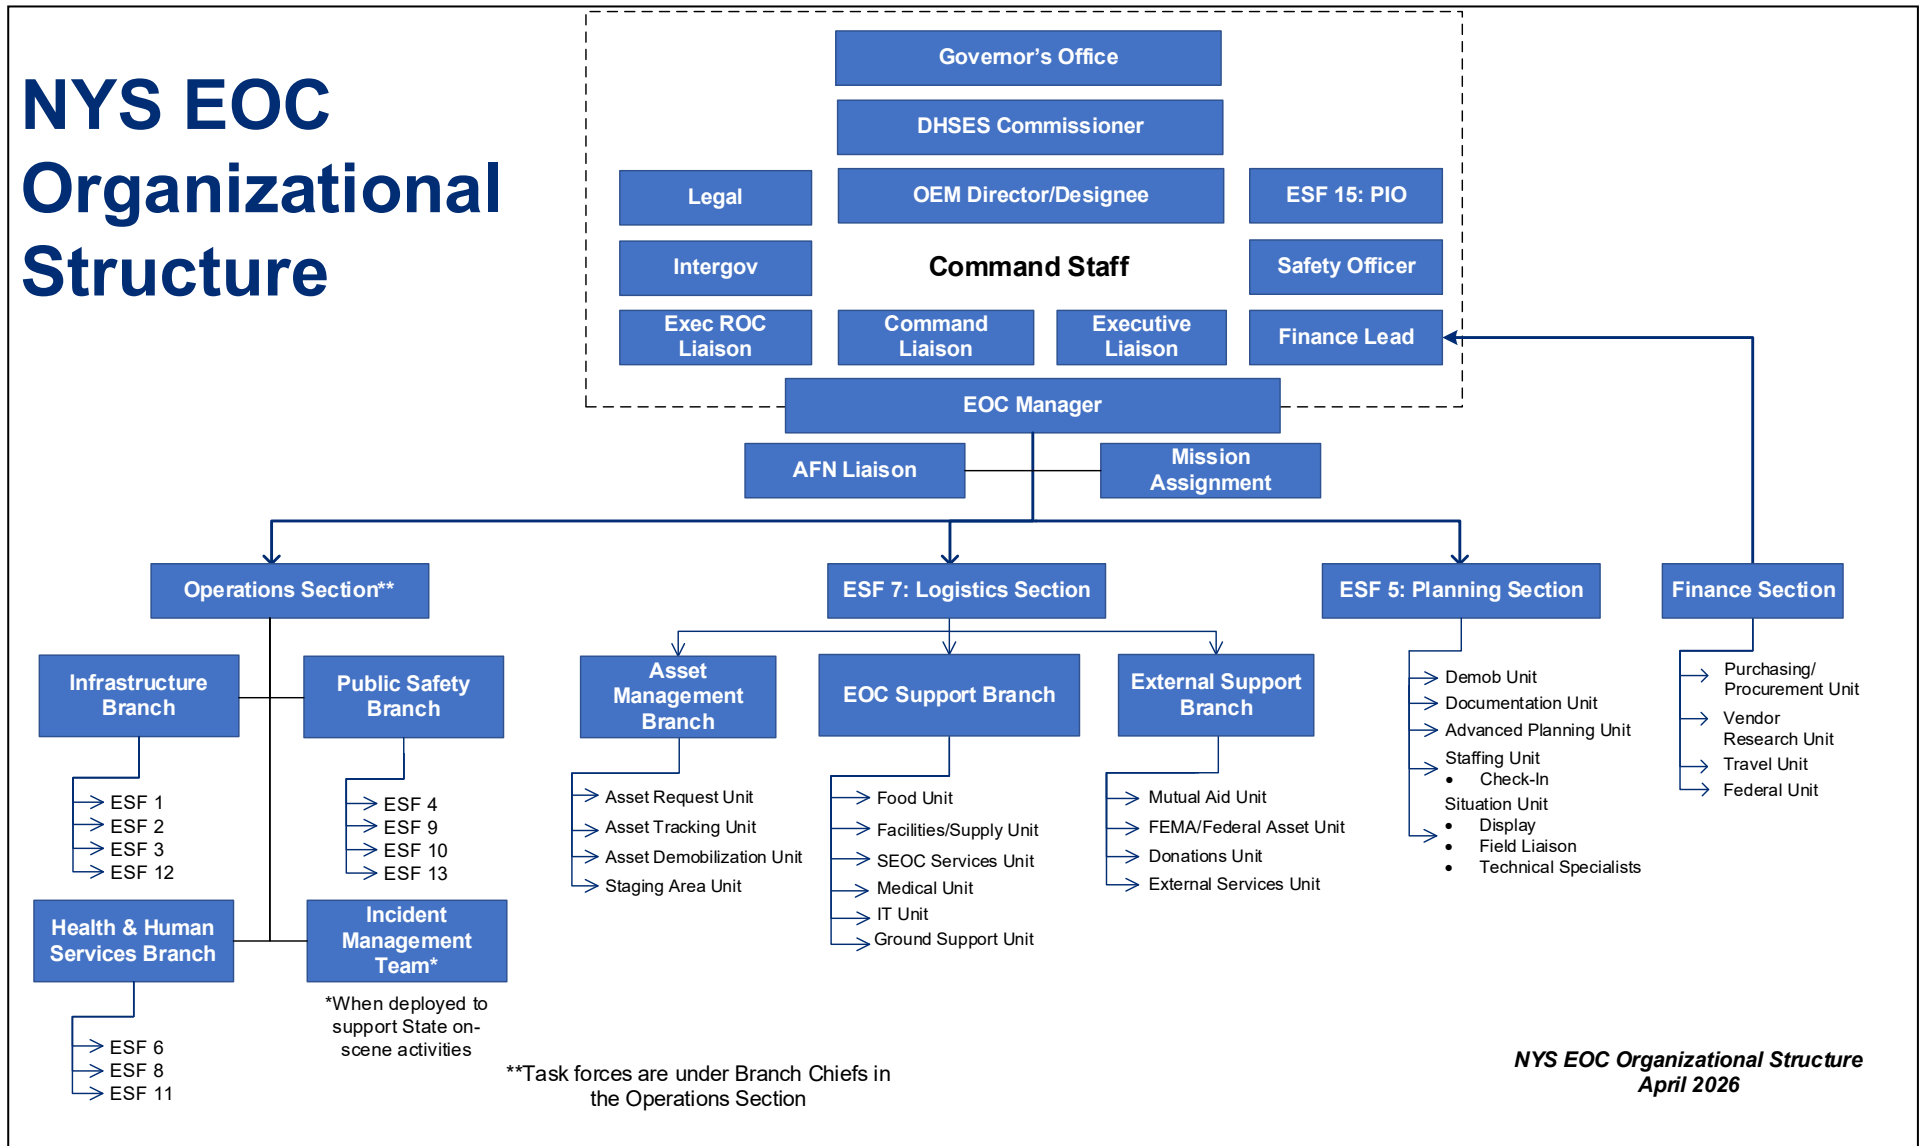 NYS EOC
Organizational
Structure
Governor's Office
DHSES Commissioner
Legal
OEM Director/Designee
ESF 15: PIO
Intergov
Command Staff
Safety Officer
Exec ROC
Liaison
Command
Liaison
Executive
Liaison
Finance Lead
EOC Manager
AFN Liaison
Mission
Assignment
Operations Section**
ESF 7: Logistics Section
ESF 5: Planning Section
Finance Section
Infrastructure
Branch
Public Safety
Branch
ESF 1
ESF 2
ESF 3
ESF 12
ESF 4
ESF 9
ESF 10
ESF 13
Health & Human
Services Branch
Incident
Management
Team*
*When deployed to
support State on-
scene activities
ESF 6
ESF 8
ESF 11
Asset
Management
Branch
EOC Support Branch
External Support
Branch
Asset Request Unit
Asset Tracking Unit
Asset Demobilization Unit
Staging Area Unit
Food Unit
Facilities/Supply Unit
SEOC Services Unit
Medical Unit
IT Unit
Ground Support Unit
Mutual Aid Unit
FEMA/Federal Asset Unit
Donations Unit
External Services Unit
Demob Unit
Documentation Unit
Advanced Planning Unit
Staffing Unit
• Check-In
Situation Unit
• Display
• Field Liaison
• Technical Specialists
Purchasing/
Procurement Unit
Vendor
Research Unit
Travel Unit
Federal Unit
**Task forces are under Branch Chiefs in
the Operations Section
NYS EOC Organizational Structure
April 2026